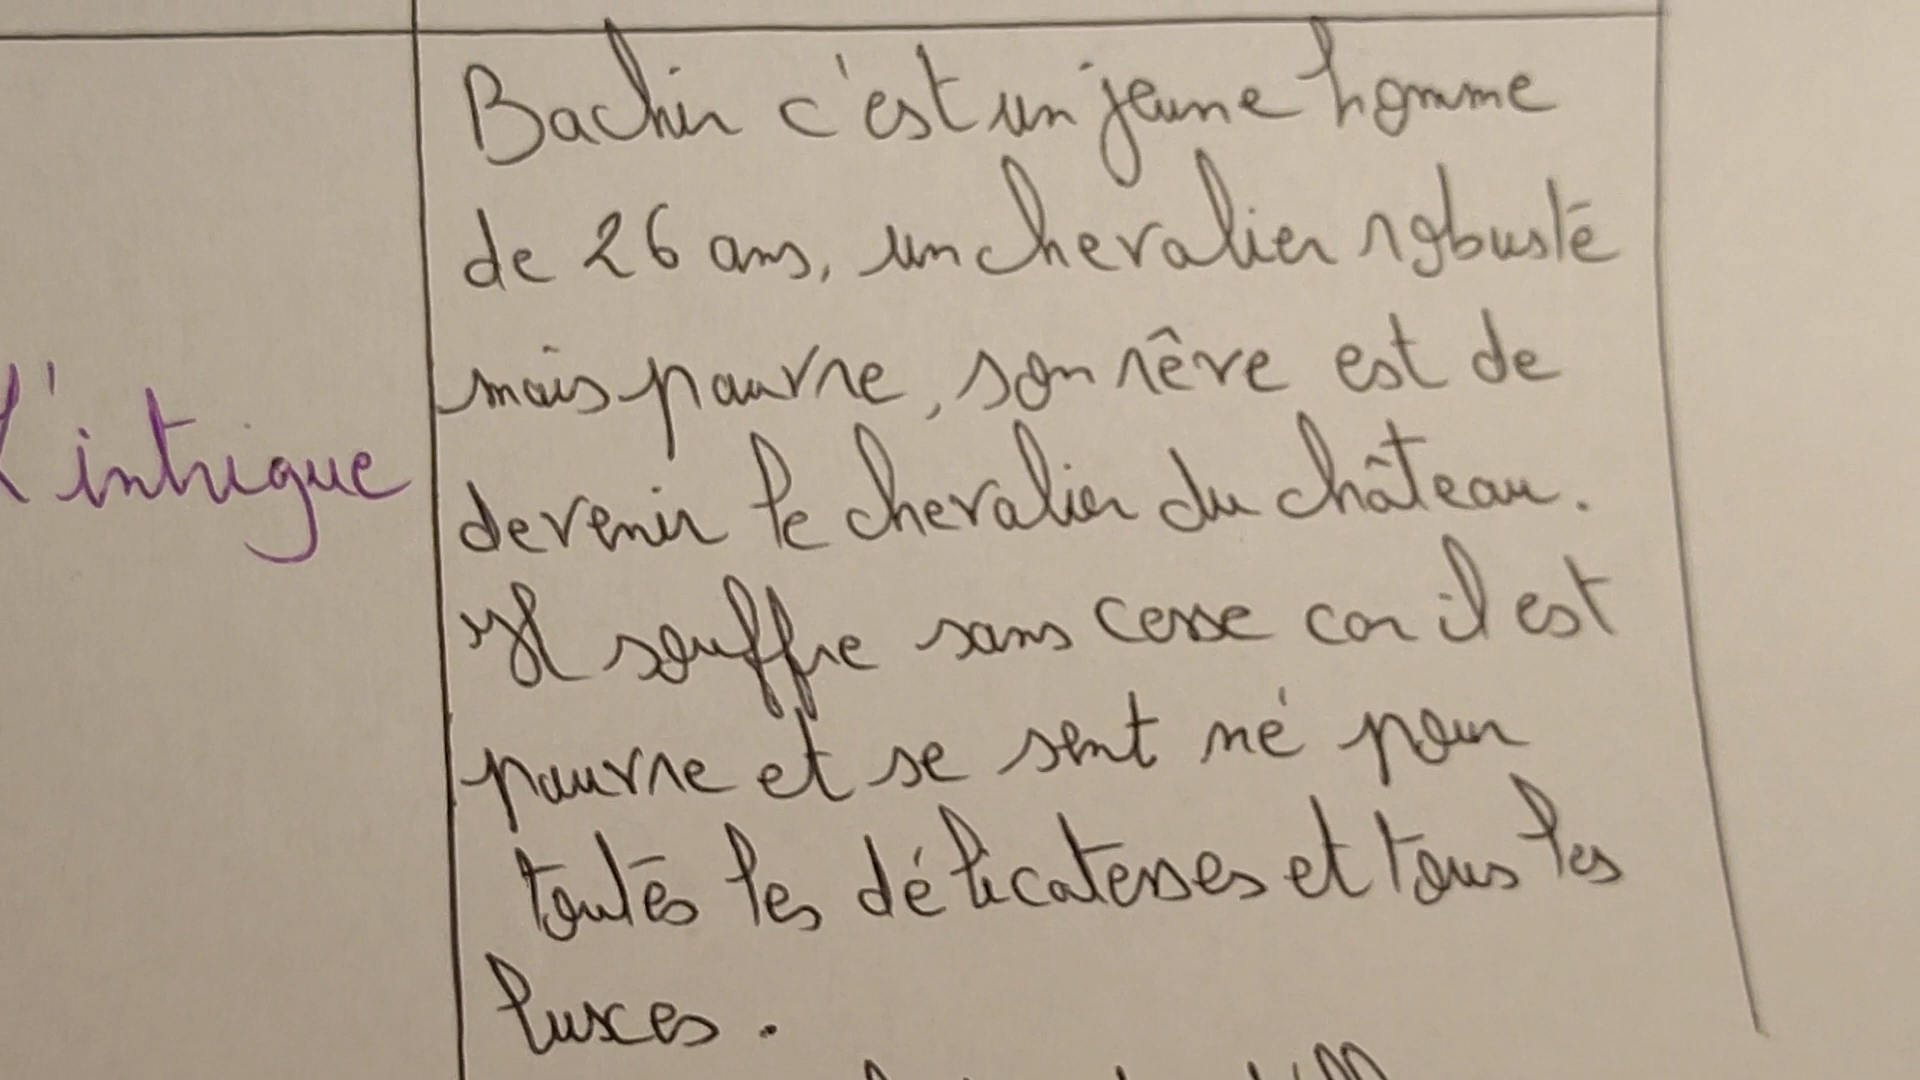 Bachir c'est un jeune homme
de 26 ans, un chevalier robuste
mais pauvre, son rêve est de
L'intrigue
devenir le chevalier du château.
Il souffre sans cesse car il est
pauvre et se sent né pour
toutes les délicatesses et tous les
luxces.